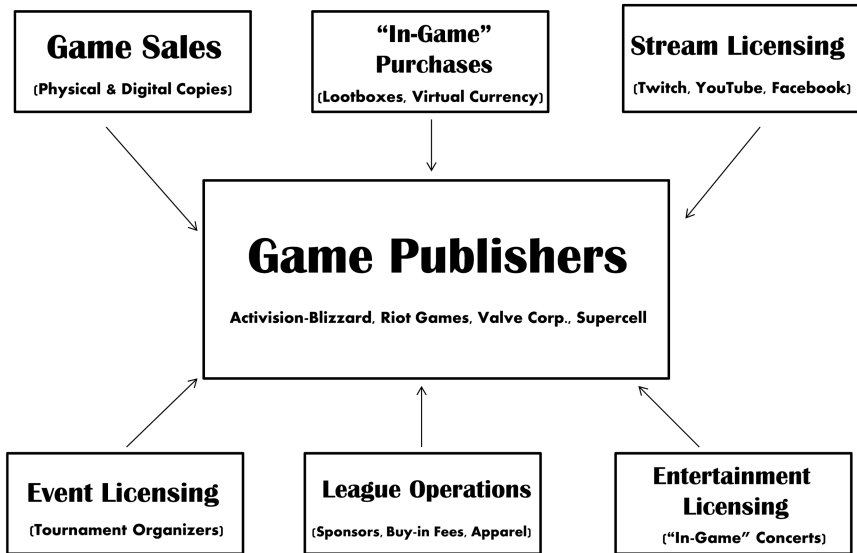 Game Sales
(Physical & Digital Copies)
“In-Game”
Purchases
(Lootboxes, Virtual Currency)
Stream Licensing
(Twitch, YouTube, Facebook)
Game Publishers
Activision-Blizzard, Riot Games, Valve Corp., Supercell
Event Licensing
(Tournament Organizers)
League Operations
(Sponsors, Buy-in Fees, Apparel)
Entertainment
Licensing
(“In-Game” Concerts)